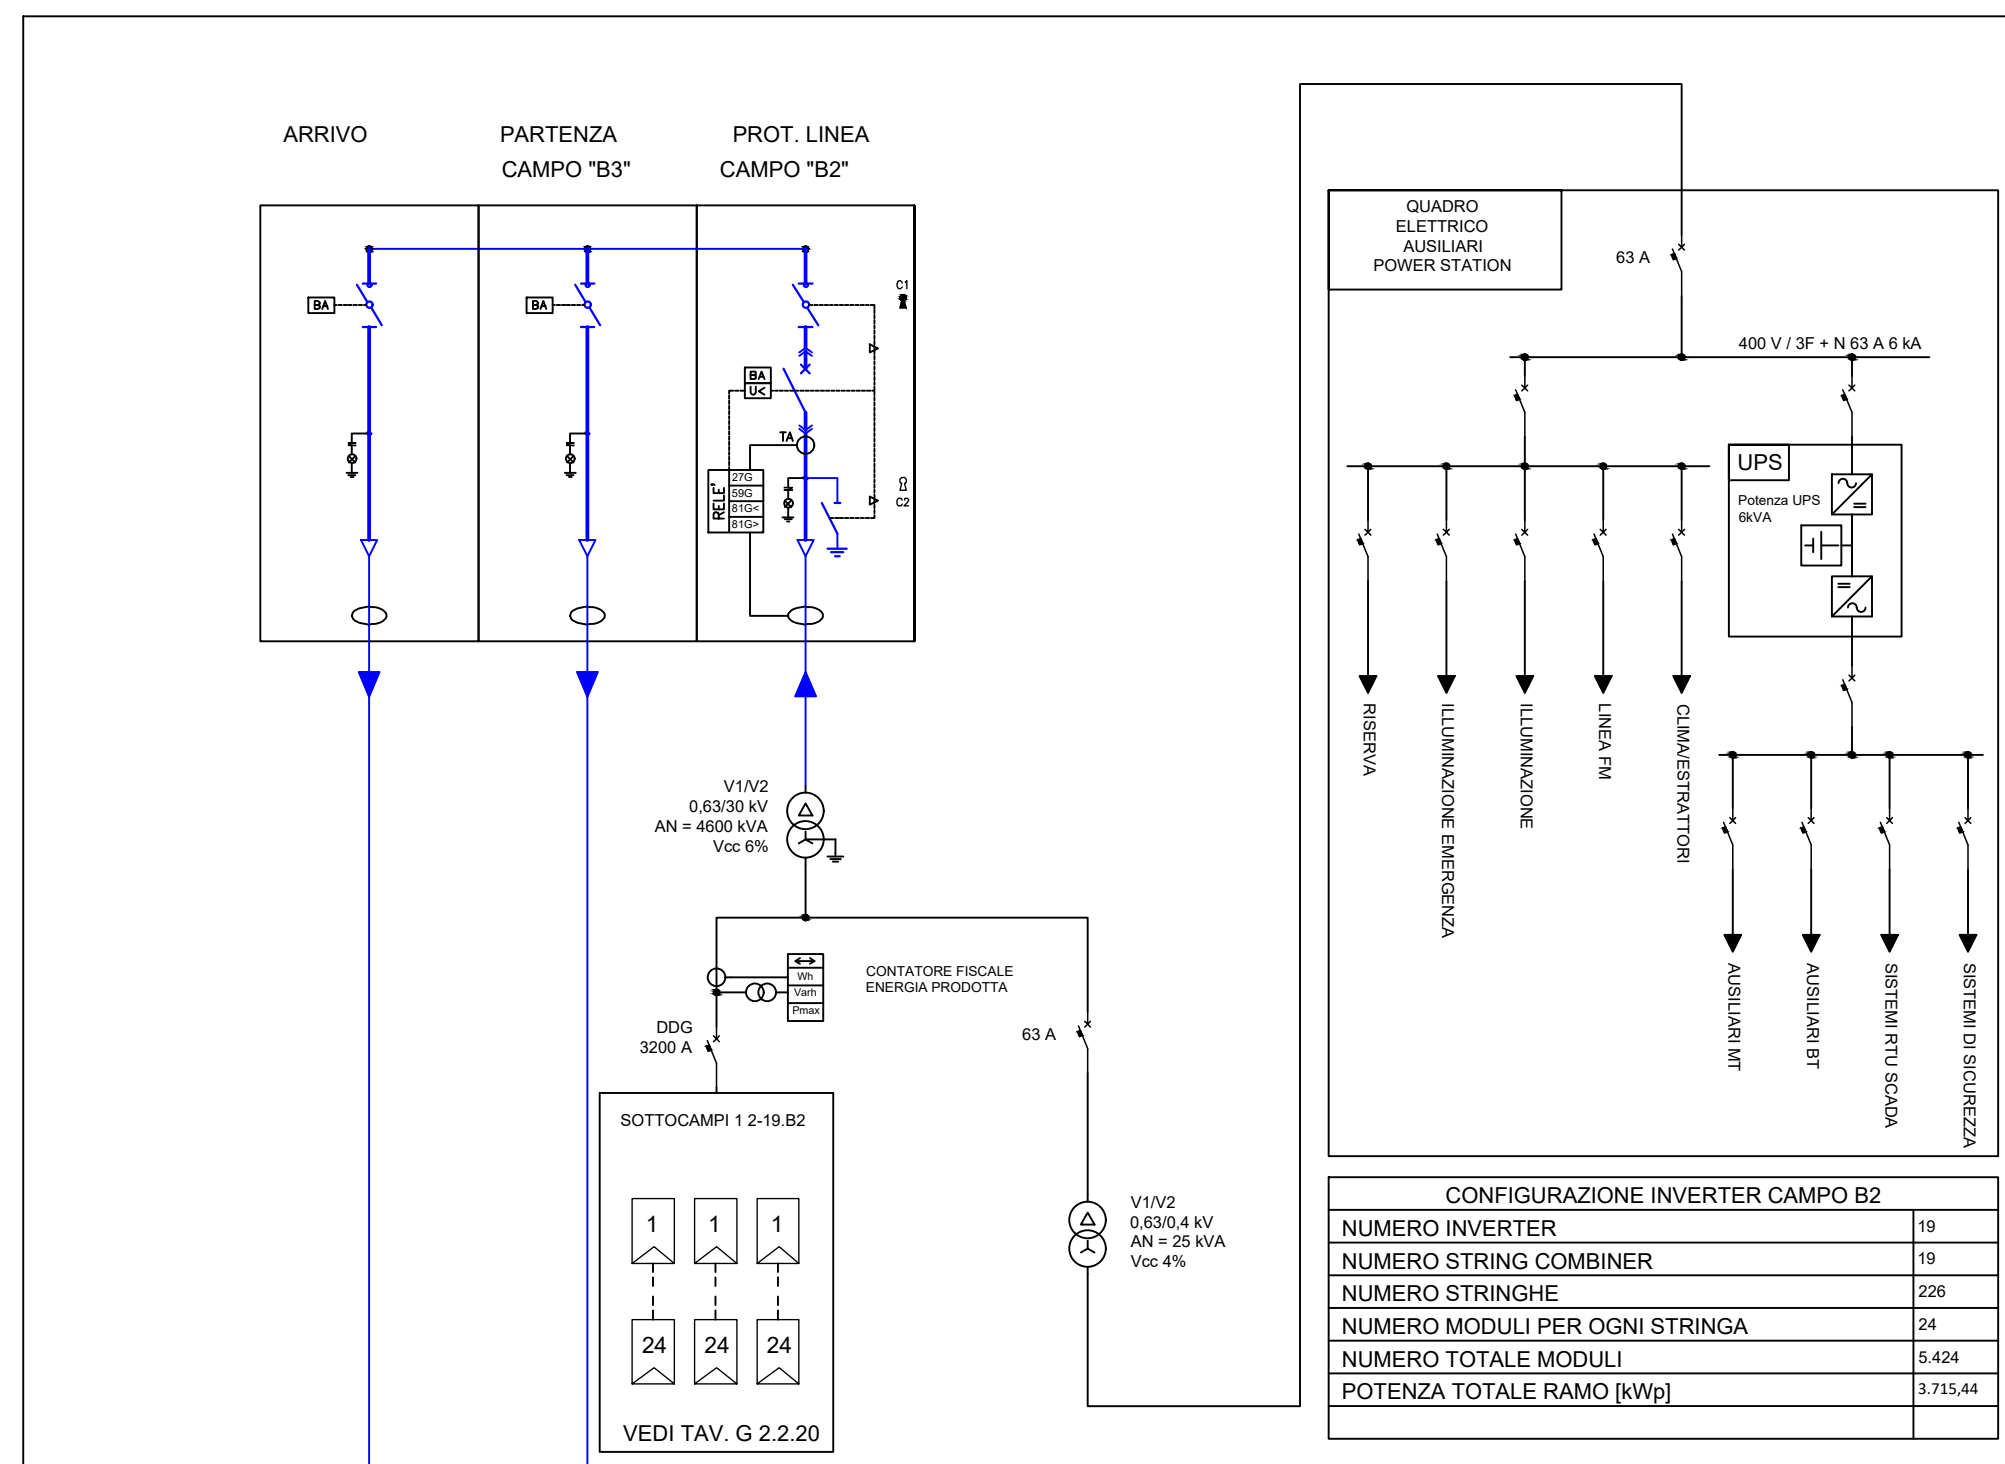 ARRIVO
PARTENZA
CAMPO "B3"
PROT. LINEA
CAMPO "B2"
BA
BA
C1
BA
U<
TA
RELE'
27G
59G
81G<
81G>
C2
V1/V2
0,63/30 kV
AN = 4600 kVA
Vcc 6%
Wh
Varh
Pmax
CONTATORE FISCALE
ENERGIA PRODOTTA
DDG
3200 A
63 A
SOTTOCAMPI 1 2-19.B2
1 1 1
24 24 24
VEDI TAV. G 2.2.20
V1/V2
0,63/0,4 kV
AN = 25 kVA
Vcc 4%
QUADRO
ELETTRICO
AUSILIARI
POWER STATION
63 A
400 V / 3F + N 63 A 6 kA
UPS
Potenza UPS
6kVA
RISERVA
ILLUMINAZIONE EMERGENZA
ILLUMINAZIONE
LINEA FM
CLIMA/ESTRATTORI
AUSILIARI MT
AUSILIARI BT
SISTEMI RTU SCADA
SISTEMI DI SICUREZZA
CONFIGURAZIONE INVERTER CAMPO B2
NUMERO INVERTER 19
NUMERO STRING COMBINER 19
NUMERO STRINGHE 226
NUMERO MODULI PER OGNI STRINGA 24
NUMERO TOTALE MODULI 5.424
POTENZA TOTALE RAMO [kWp] 3.715,44